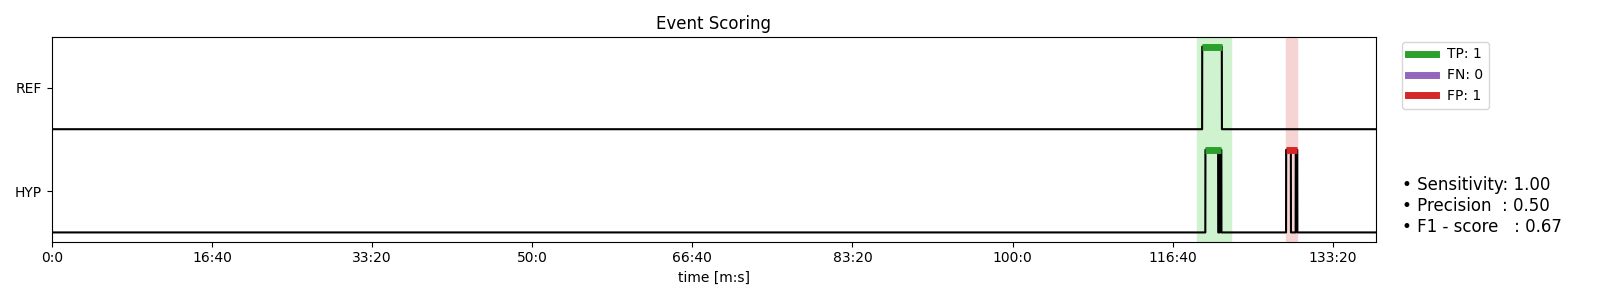 Event Scoring
REF
HYP
0:0
16:40
33:20
50:0
66:40
83:20
100:0
116:40
133:20
time [m:s]
TP: 1
FN: 0
FP: 1
• Sensitivity: 1.00
• Precision : 0.50
• F1 - score : 0.67